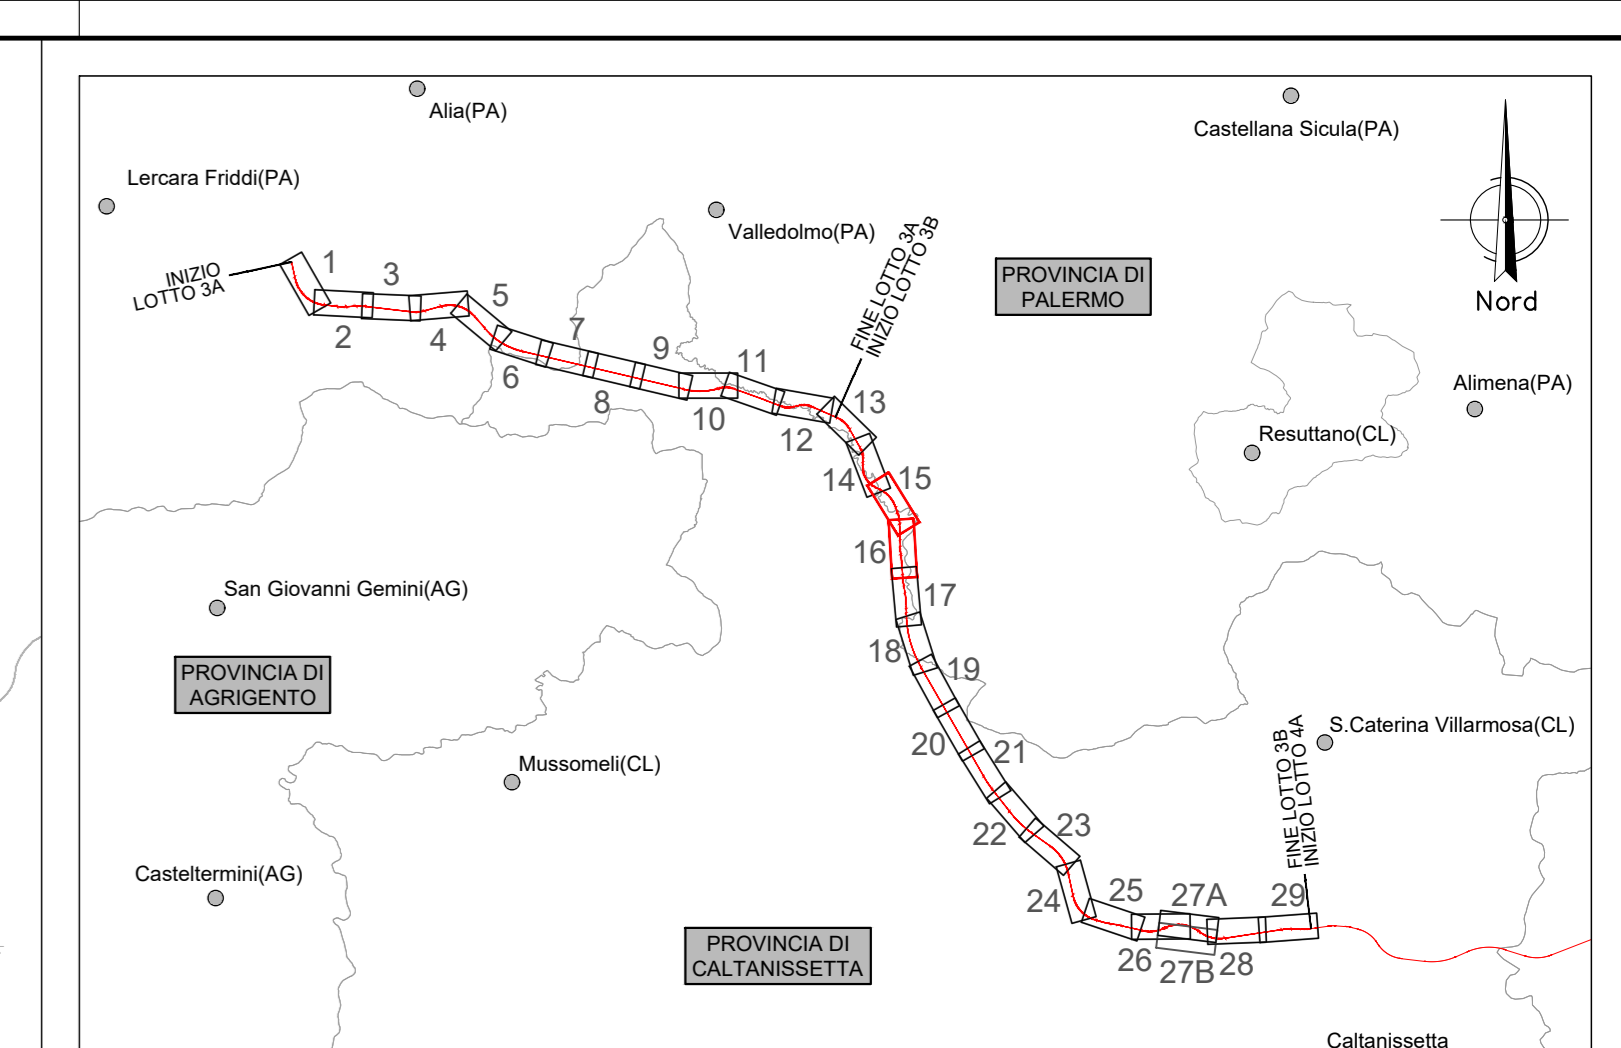 Alia(PA)
Castellana Sicula(PA)
Lercara Friddi(PA)
Valledolmo(PA)
FINE LOTTO 3A
INIZIO LOTTO 3B
PROVINCIA DI
PALERMO
Nord
INIZIO
LOTTO 3A
1
2
3
4
5
6
7
8
9
10
11
12
13
14
15
16
17
18
19
20
21
22
23
24
25
26
27A
27B
28
29
Alimena(PA)
Resuttano(CL)
San Giovanni Gemini(AG)
PROVINCIA DI
AGRIGENTO
S.Caterina Villarmosa(CL)
FINE LOTTO 3B
INIZIO LOTTO 4A
Mussomeli(CL)
Casteltermini(AG)
PROVINCIA DI
CALTANISSETTA
Caltanissetta